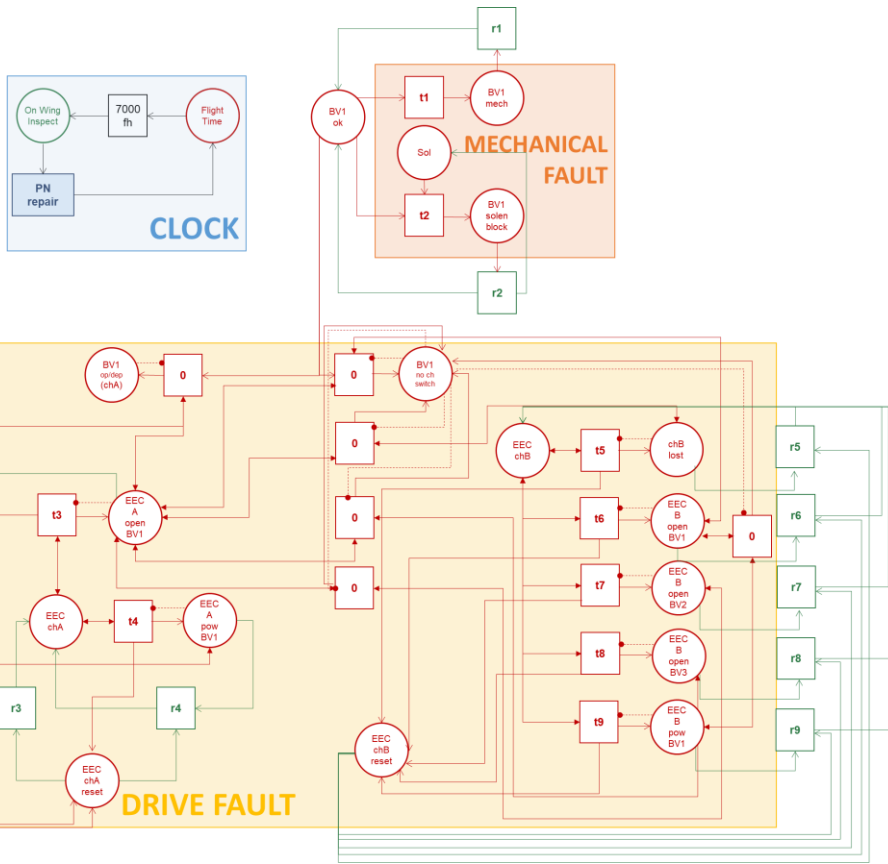 r1
On Wing
Inspect
7000
fh
Flight
Time
PN
repair
CLOCK
BV1
ok
t1
BV1
mech
MECHANICAL
FAULT
Sol
t2
BV1
solen
block
r2
BV1
op/dep
(chA)
0
0
BV1
no ch
switch
0
EEC
chB
t5
chB
lost
r5
t3
EEC
A
open
BV1
0
t6
EEC
B
open
BV1
0
r6
0
t7
EEC
B
open
BV2
r7
EEC
chA
t4
EEC
A
pow
BV1
t8
EEC
B
open
BV3
r8
r3
r4
t9
EEC
B
pow
BV1
r9
EEC
chB
reset
EEC
chA
reset
DRIVE FAULT